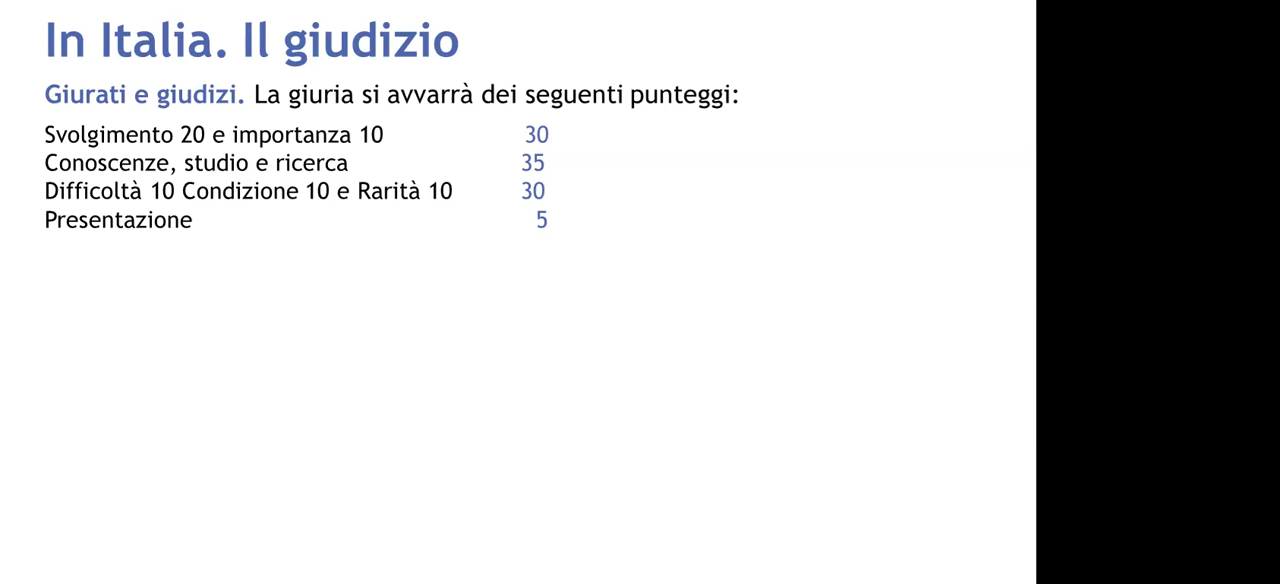 In Italia. Il giudizio
Giurati e giudizi. La giuria si avvarrà dei seguenti punteggi:
Svolgimento 20 e importanza 10 30
Conoscenze, studio e ricerca 35
Difficoltà 10 Condizione 10 e Rarità 10 30
Presentazione 5